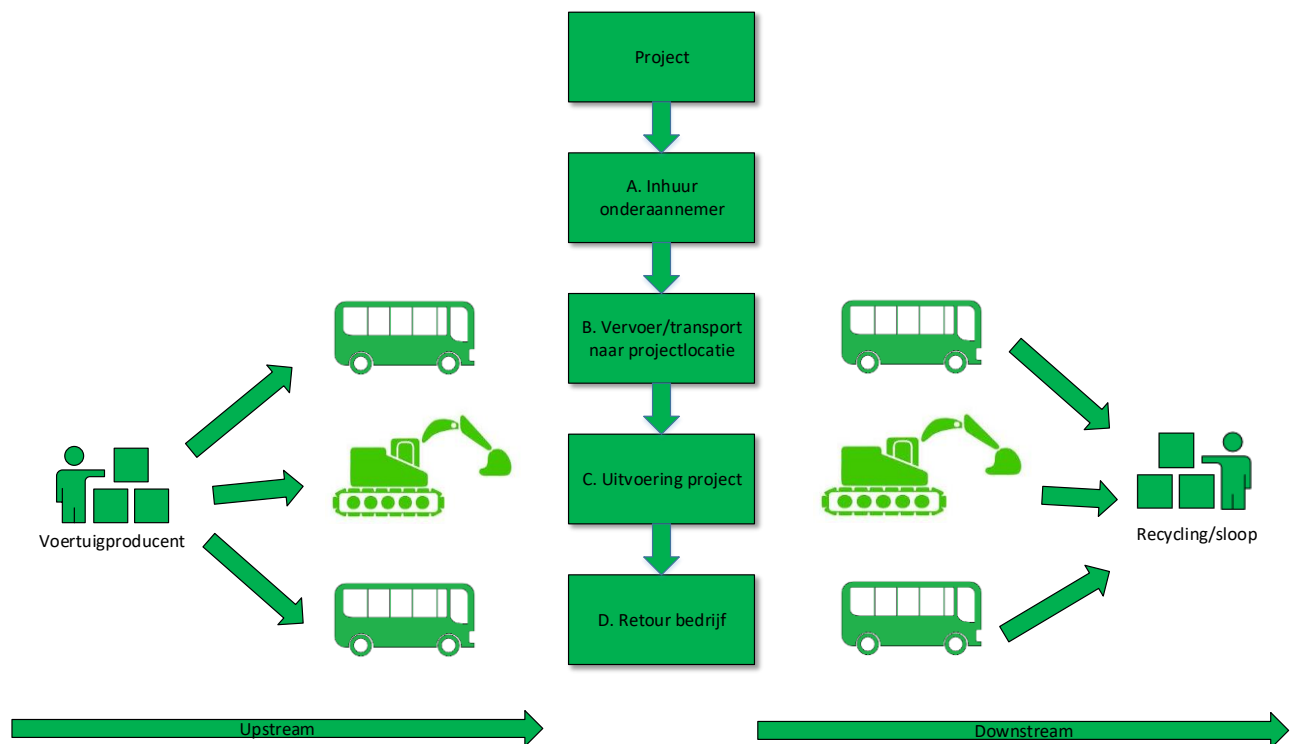 Project
A. Inhuur
onderaannemer
B. Vervoer/transport
naar projectlocatie
C. Uitvoering project
Voertuigproducent
Recycling/sloop
D. Retour bedrijf
Upstream
Downstream